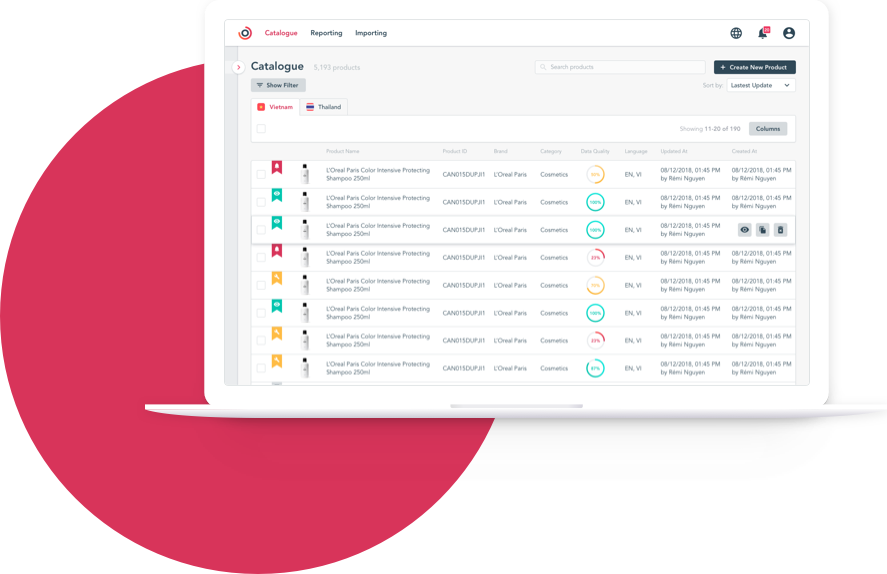 Catalogue Reporting Importing
Catalogue 5,193 products Search products + Create New Product
Show Filter Sort by: Lastest Update
Vietnam Thailand
Showing 11-20 of 190 Columns
Product Name Product ID Brand Category Data Quality Language Updated At Created At
L'Oreal Paris Color Intensive Protecting 08/12/2018, 01:45 PM 08/12/2018, 01:45 PM
CAN015DUPJI1 L'Oreal Paris Cosmetics EN, VI
Shampoo 250ml by Rémi Nguyen by Rémi Nguyen
L'Oreal Paris Color Intensive Protecting 08/12/2018, 01:45 PM 08/12/2018, 01:45 PM
CAN015DUPJI1 L'Oreal Paris Cosmetics 100% EN, VI
Shampoo 250ml by Rémi Nguyen by Rémi Nguyen
L'Oreal Paris Color Intensive Protecting 08/12/2018, 01:45 PM
CAN015DUPJI1 L'Oreal Paris Cosmetics 100% EN, VI
Shampoo 250ml by Rémi Nguyen
L'Oreal Paris Color Intensive Protecting 08/12/2018, 01:45 PM 08/12/2018, 01:45 PM
CAN015DUPJI1 L'Oreal Paris Cosmetics 23% EN, VI
Shampoo 250ml by Rémi Nguyen by Rémi Nguyen
L'Oreal Paris Color Intensive Protecting 08/12/2018, 01:45 PM 08/12/2018, 01:45 PM
CAN015DUPJI1 L'Oreal Paris Cosmetics EN, VI
Shampoo 250ml by Rémi Nguyen by Rémi Nguyen
L'Oreal Paris Color Intensive Protecting 08/12/2018, 01:45 PM 08/12/2018, 01:45 PM
CAN015DUPJI1 L'Oreal Paris Cosmetics 100% EN, VI
Shampoo 250ml by Rémi Nguyen by Rémi Nguyen
L'Oreal Paris Color Intensive Protecting 08/12/2018, 01:45 PM 08/12/2018, 01:45 PM
CAN015DUPJI1 L'Oreal Paris Cosmetics 23% EN, VI
Shampoo 250ml by Rémi Nguyen by Rémi Nguyen
L'Oreal Paris Color Intensive Protecting 08/12/2018, 01:45 PM 08/12/2018, 01:45 PM
CAN015DUPJI1 L'Oreal Paris Cosmetics 87% EN, VI
Shampoo 250ml by Rémi Nguyen by Rémi Nguyen